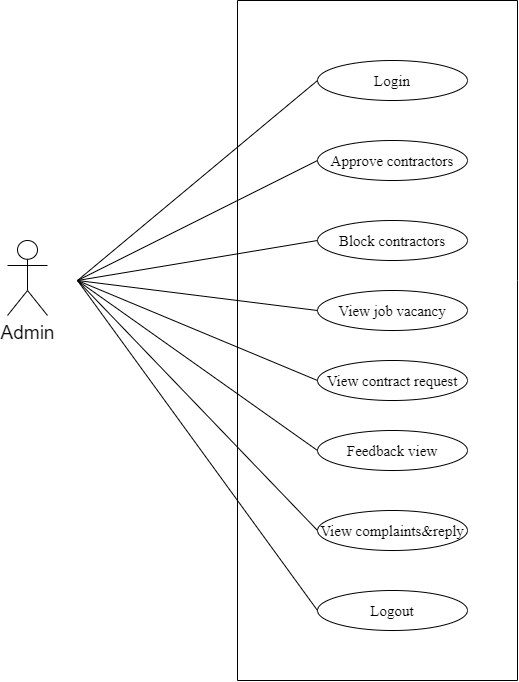 Login
Approve contractors
Block contractors
View job vacancy
Admin
View contract request
Feedback view
View complaints&reply
Logout